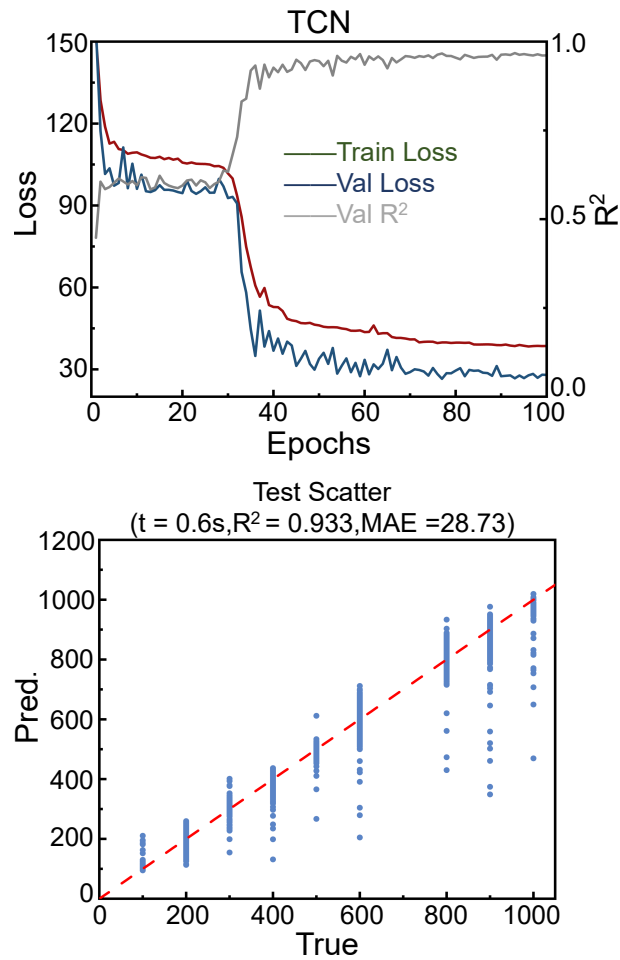 TCN
150
120
90
60
30
Loss
1.0
0.5
0.0
R²
Train Loss
Val Loss
Val R²
0
20
40
60
80
100
Epochs
Test Scatter
(t = 0.6s,R² = 0.933,MAE =28.73)
1200
1000
800
600
400
200
0
Pred.
0
200
400
600
800
1000
True